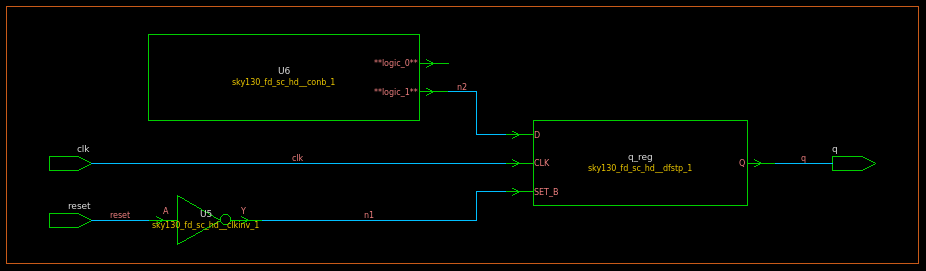 **logic_0**
U6
sky130_fd_sc_hd__conb_1
**logic_1**
n2
D
clk
clk
CLK
q_reg
sky130_fd_sc_hd__dfstp_1
Q
q
q
SET_B
reset
reset
A
U5
sky130_fd_sc_hd__clkinv_1
Y
n1